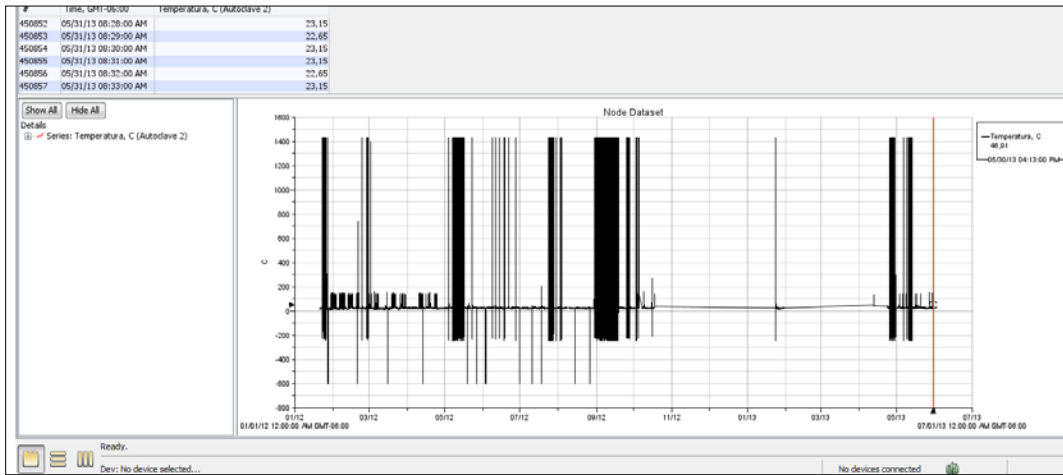 # Time, GMT-06:00 Temperatura, C (Autoclave 2)
450852 05/31/13 08:28:00 AM 23,15
450853 05/31/13 08:29:00 AM 22,65
450854 05/31/13 08:30:00 AM 23,15
450855 05/31/13 08:31:00 AM 23,15
450856 05/31/13 08:32:00 AM 22,65
450857 05/31/13 08:33:00 AM 23,15
Show All Hide All
Details
Series: Temperatura, C (Autoclave 2)
Node Dataset
1600
1400
1200
1000
800
600
400
200
0
-200
-400
-600
-800
C
01/12 03/12 05/12 07/12 09/12 11/12 01/13 03/13 05/13 07/13
01/01/12 12:00:00 AM GMT-06:00 07/01/13 12:00:00 AM GMT-06:00
Temperatura, C
46,91
05/30/13 04:13:00 PM
Ready.
Dev: No device selected...
No devices connected